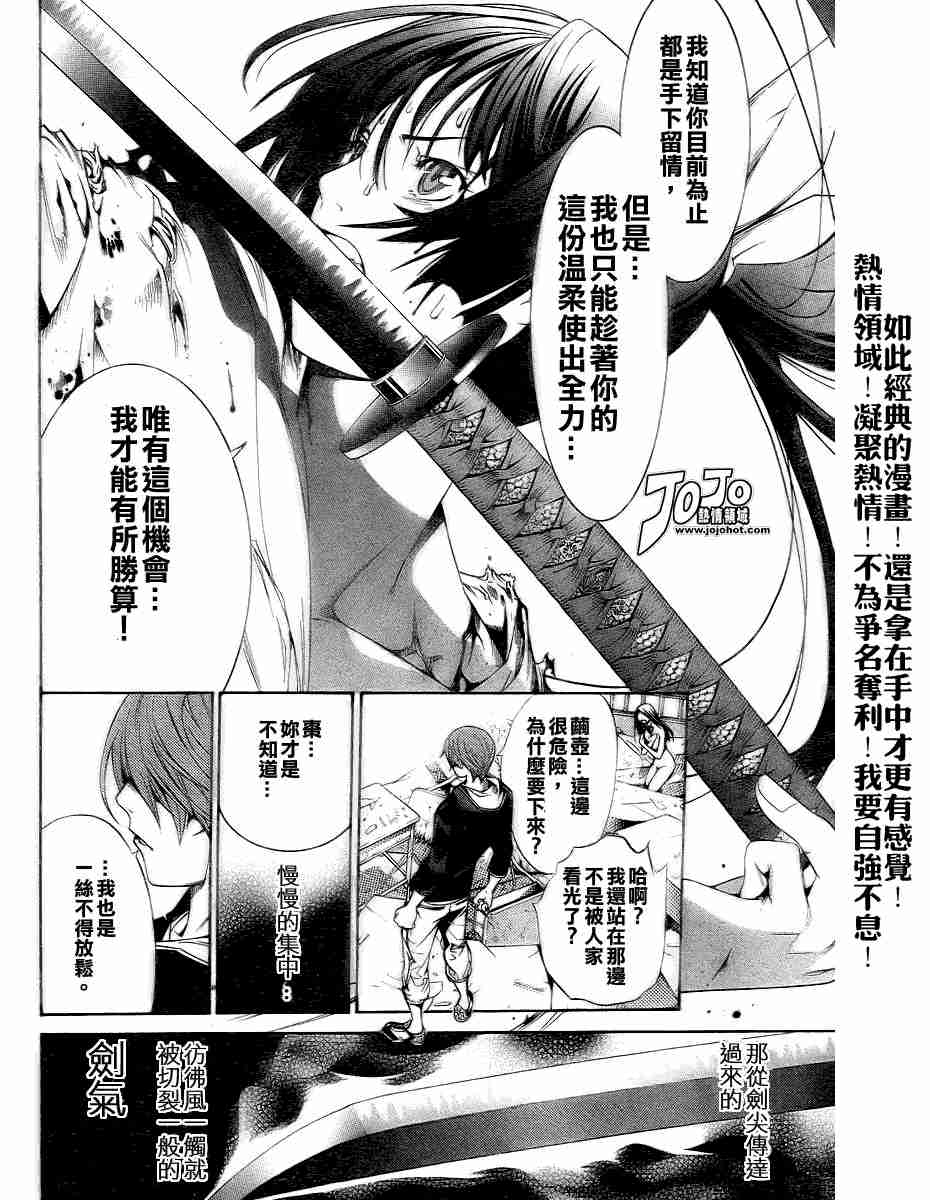 我知道你目前為止
都是手下留情，
但是…
我也只能趁著你的
這份溫柔使出全力…
唯有這個機會…
我才能有所勝算！
JOJO
熱情領域
www.jojohot.com
如此經典的漫畫！還是拿在手中才更有感覺！
熱情領域！凝聚熱情！不為爭名奪利！我要自強不息！
繭壺…這邊
很危險，
為什麼要下來？
哈啊？
我還站在那邊
不是被人家
看光了？
棗…
妳才是
不知道…
慢慢的集中…
…我也是
一絲不得放鬆。
那從劍尖傳達
過來的
彷彿風一觸就
被切裂一般的
劍氣